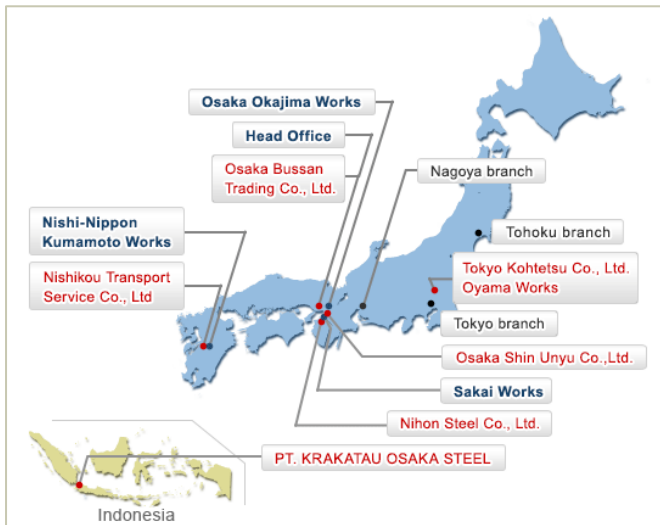 Osaka Okajima Works
Head Office
Osaka Bussan
Trading Co., Ltd.
Nagoya branch
Nishi-Nippon
Kumamoto Works
Tohoku branch
Nishikou Transport
Service Co., Ltd
Tokyo Kohtetsu Co., Ltd.
Oyama Works
Tokyo branch
Osaka Shin Unyu Co.,Ltd.
Sakai Works
Nihon Steel Co., Ltd.
PT. KRAKATAU OSAKA STEEL
Indonesia